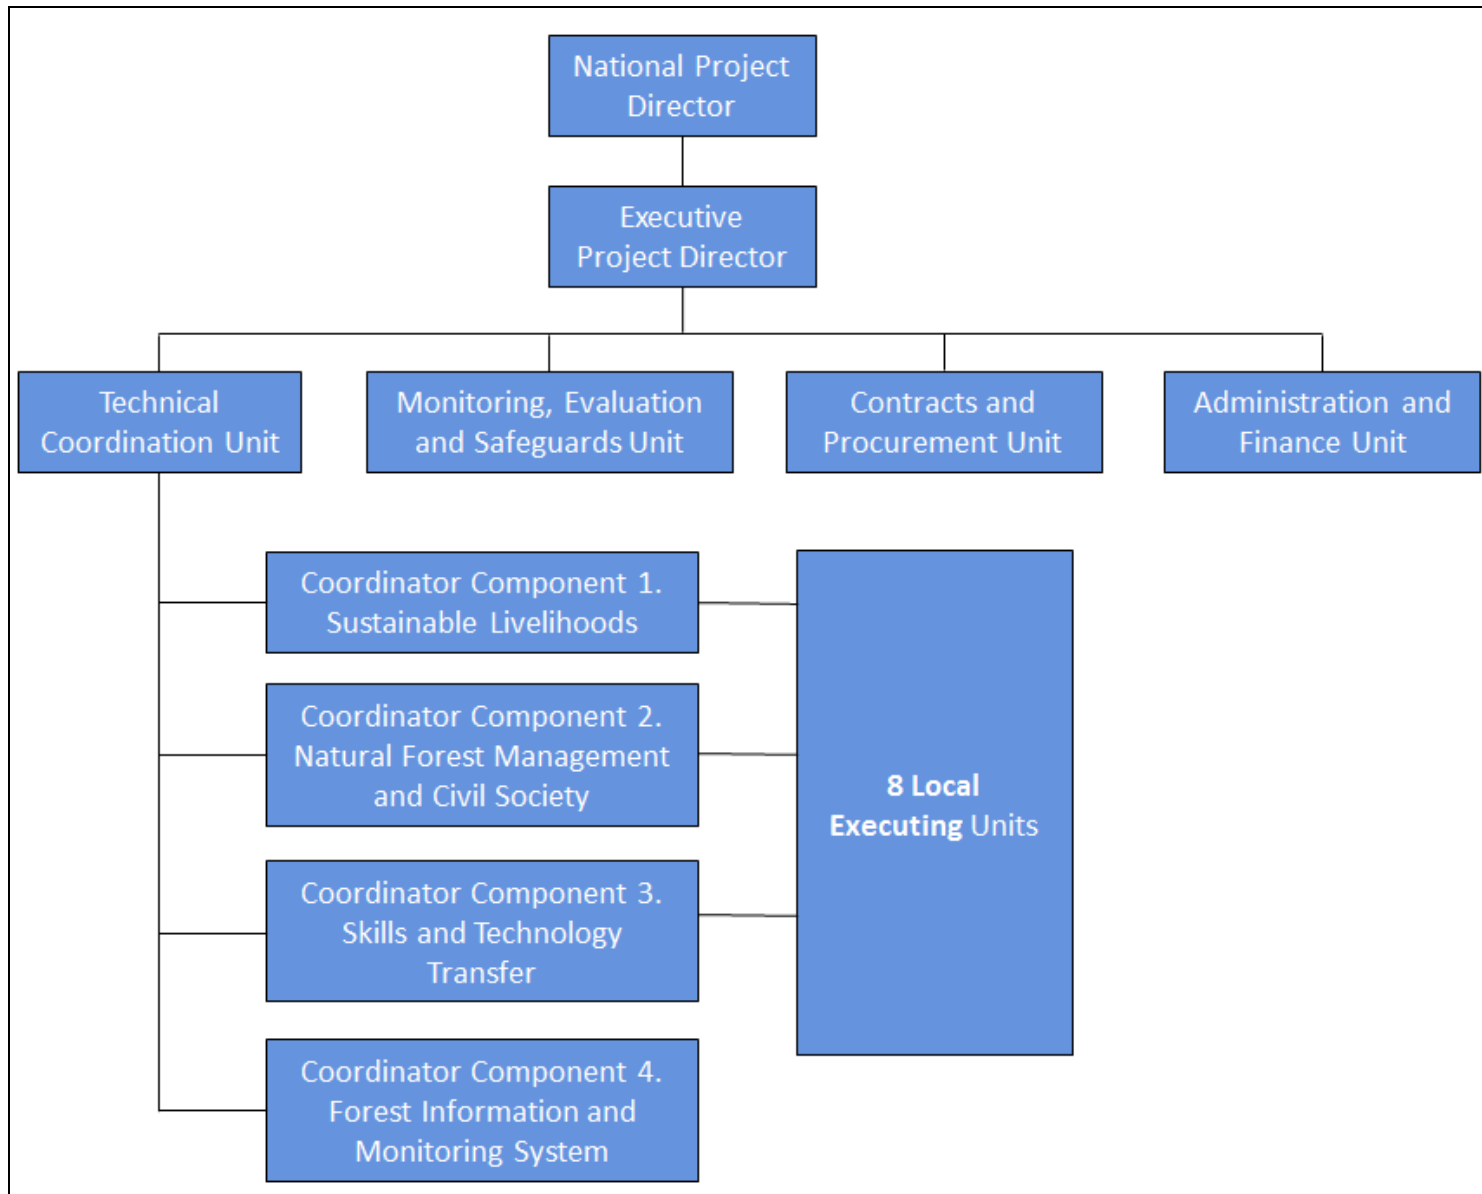 National Project
Director
Executive
Project Director
Technical
Coordination Unit
Monitoring, Evaluation
and Safeguards Unit
Contracts and
Procurement Unit
Administration and
Finance Unit
Coordinator Component 1.
Sustainable Livelihoods
Coordinator Component 2.
Natural Forest Management
and Civil Society
Coordinator Component 3.
Skills and Technology
Transfer
Coordinator Component 4.
Forest Information and
Monitoring System
8 Local
Executing Units